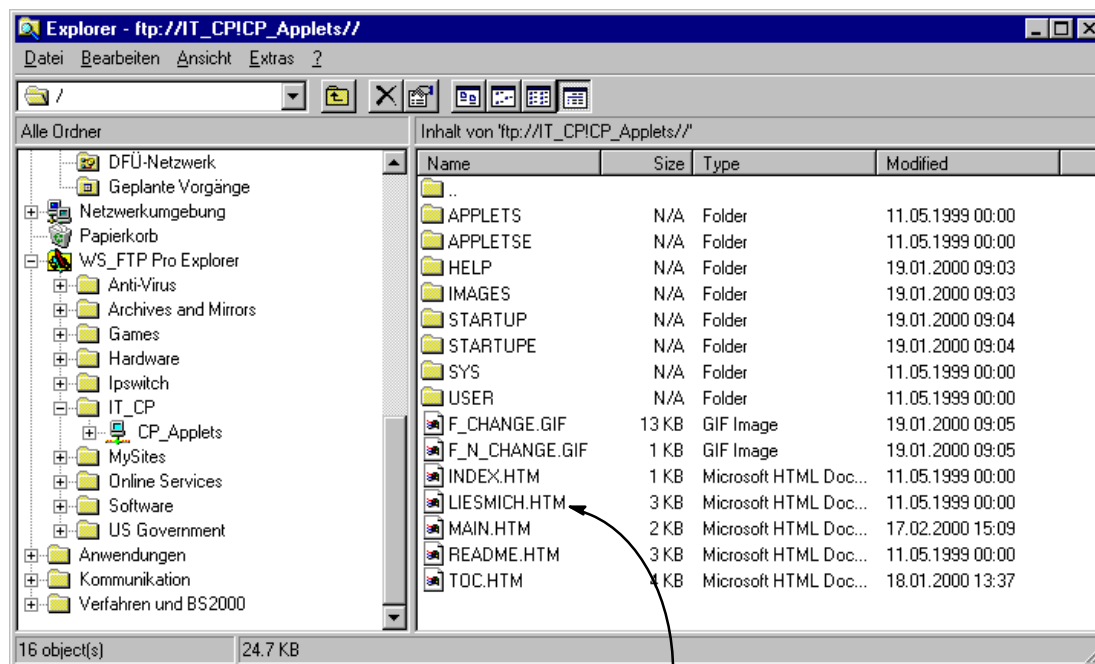 Explorer - ftp://IT_CP!CP_Applets//
Datei Bearbeiten Ansicht Extras ?
/
Alle Ordner
Inhalt von 'ftp://IT_CP!CP_Applets//'
DFÜ-Netzwerk
Geplante Vorgänge
Netzwerkumgebung
Papierkorb
WS_FTP Pro Explorer
Anti-Virus
Archives and Mirrors
Games
Hardware
Ipswitch
IT_CP
CP_Applets
MySites
Online Services
Software
US Government
Anwendungen
Kommunikation
Verfahren und BS2000
Name Size Type Modified
..
APPLETS N/A Folder 11.05.1999 00:00
APPLETSE N/A Folder 11.05.1999 00:00
HELP N/A Folder 19.01.2000 09:03
IMAGES N/A Folder 19.01.2000 09:03
STARTUP N/A Folder 19.01.2000 09:04
STARTUPE N/A Folder 19.01.2000 09:04
SYS N/A Folder 11.05.1999 00:00
USER N/A Folder 11.05.1999 00:00
F_CHANGE.GIF 13 KB GIF Image 19.01.2000 09:05
F_N_CHANGE.GIF 1 KB GIF Image 19.01.2000 09:05
INDEX.HTM 1 KB Microsoft HTML Doc... 11.05.1999 00:00
LIESMICH.HTM 3 KB Microsoft HTML Doc... 11.05.1999 00:00
MAIN.HTM 2 KB Microsoft HTML Doc... 17.02.2000 15:09
README.HTM 3 KB Microsoft HTML Doc... 11.05.1999 00:00
TOC.HTM 4 KB Microsoft HTML Doc... 18.01.2000 13:37
16 object(s) 24.7 KB